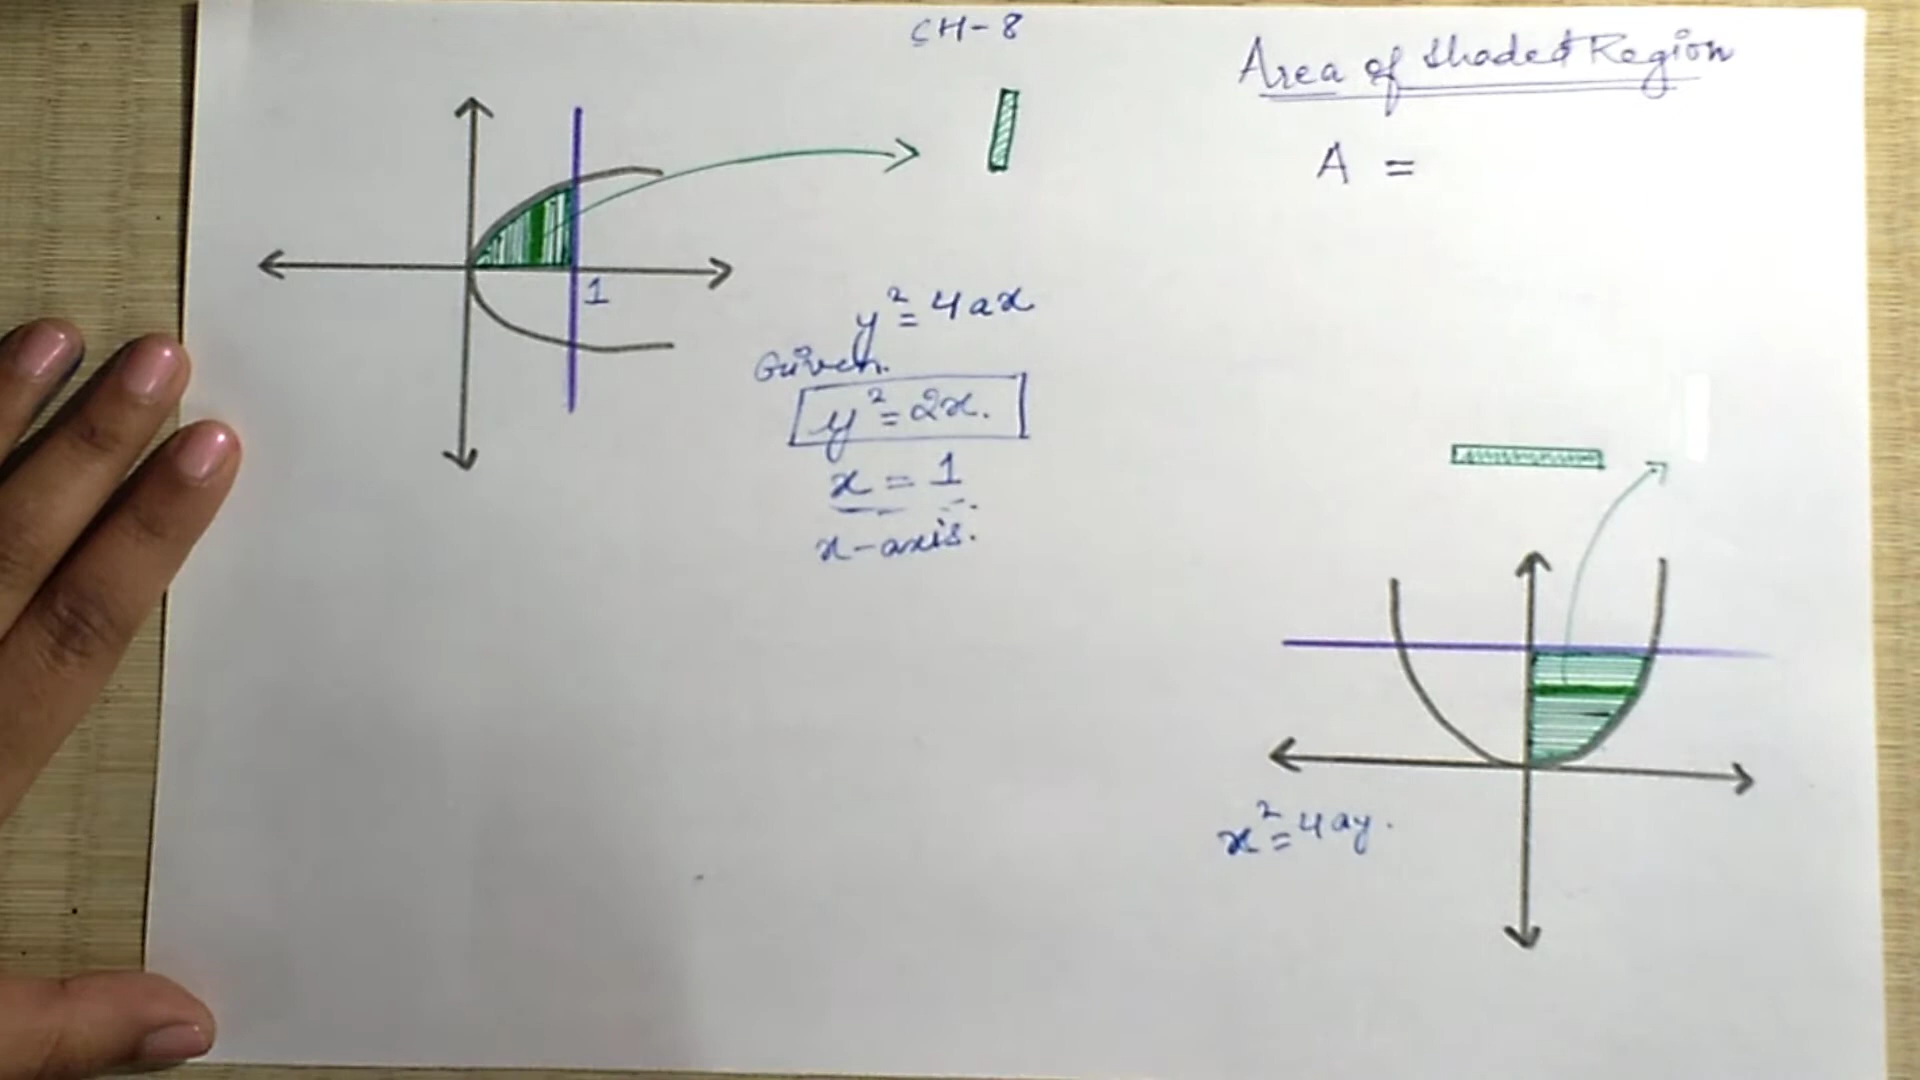 CH-8
Area of shaded Region
A =
1
y² = 4ax
Given.
y² = 2x.
x = 1
x-axis.
x² = 4ay.